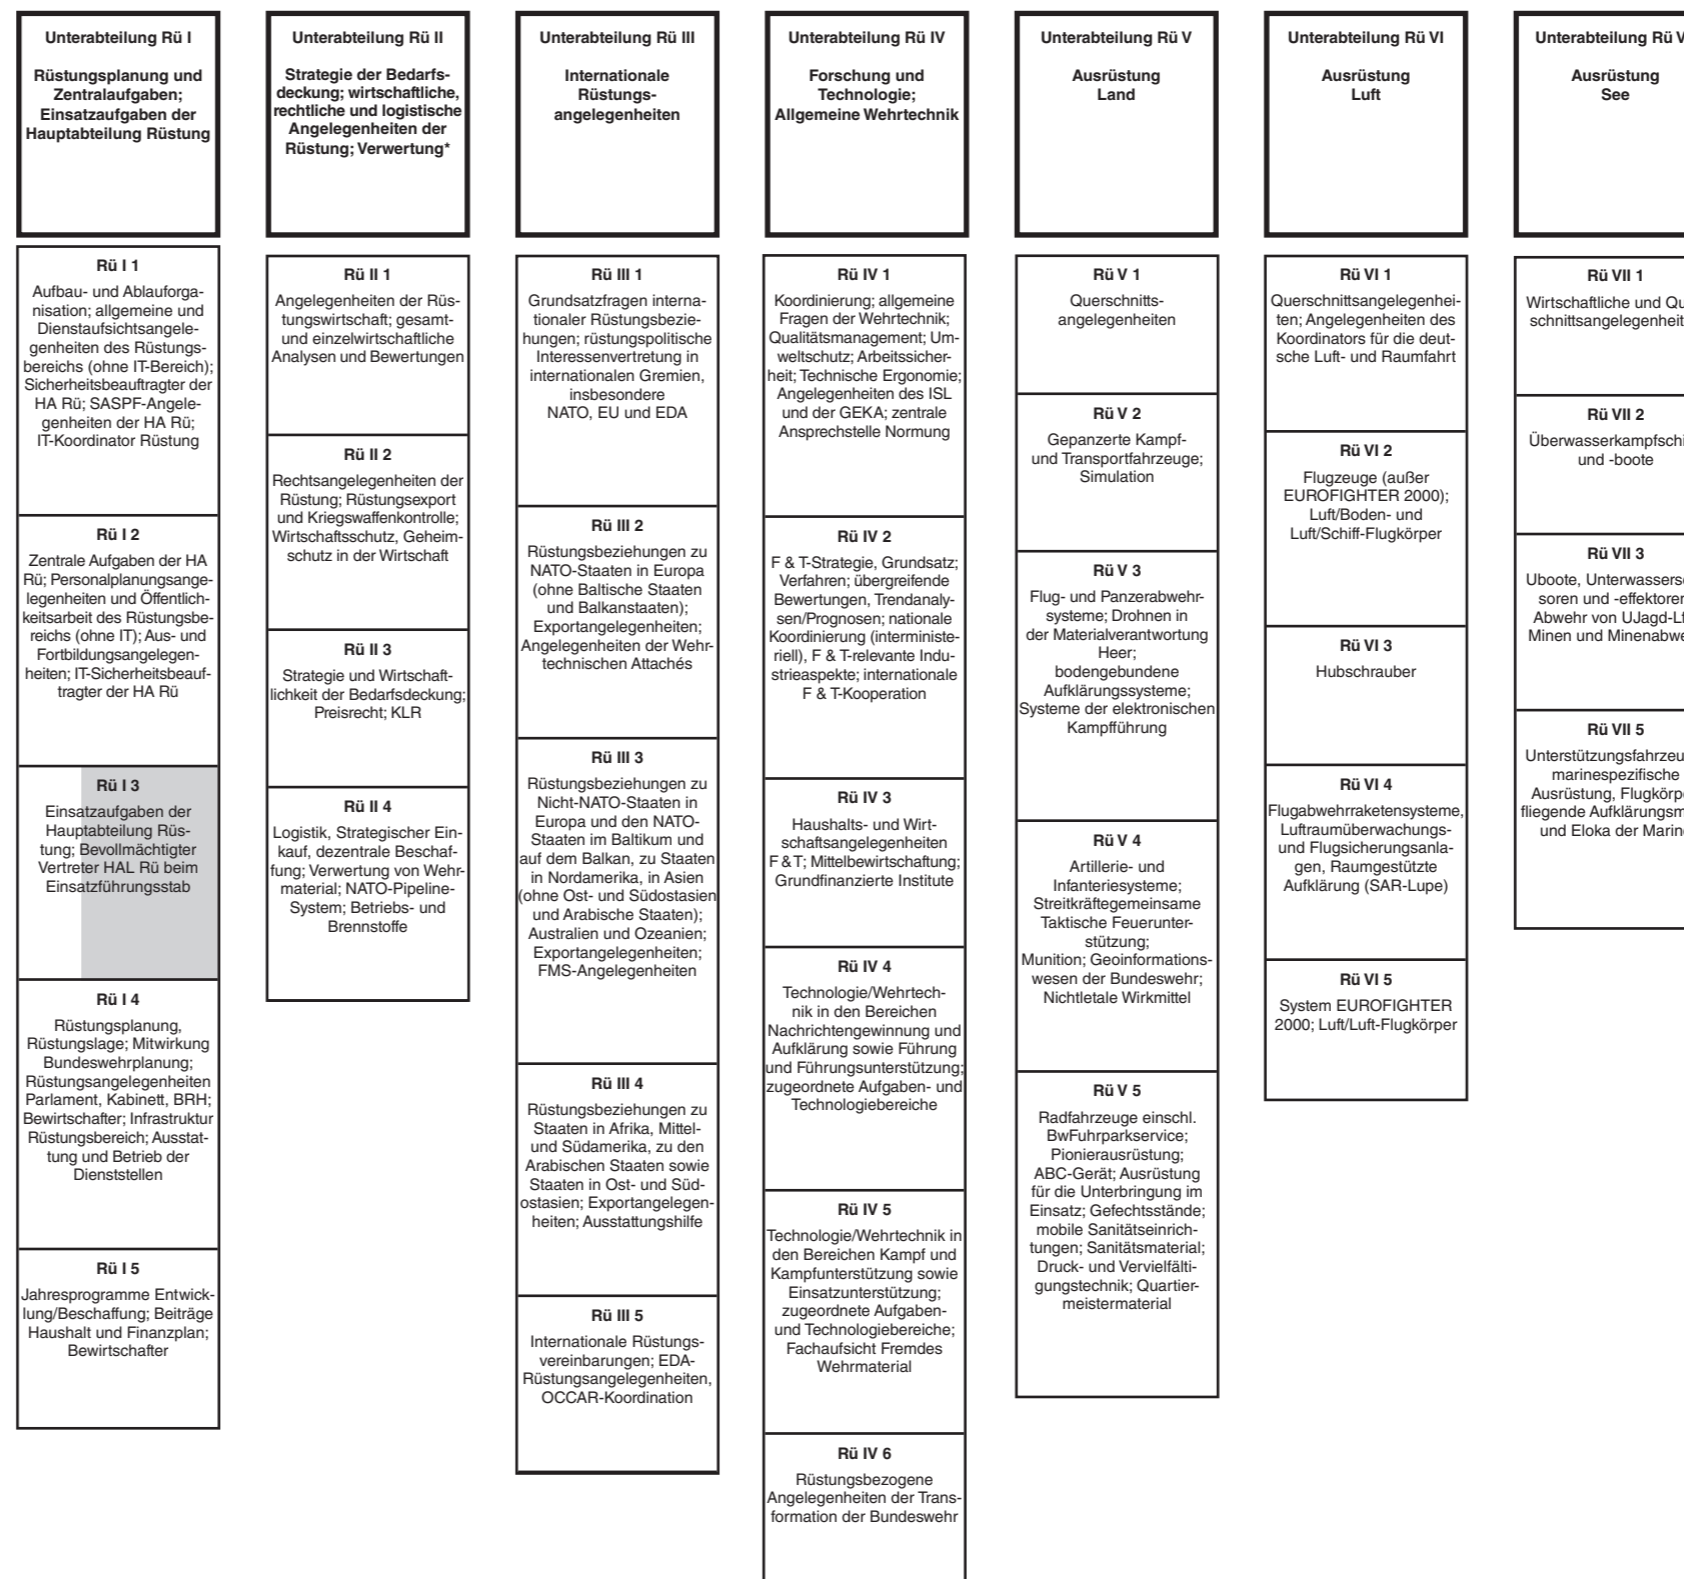 Unterabteilung Rü I
Rüstungsplanung und
Zentralaufgaben;
Einsatzaufgaben der
Hauptabteilung Rüstung
Rü I 1
Aufbau- und Ablauforga-
nisation; allgemeine und
Dienstaufsichtsangele-
genheiten des Rüstungs-
bereichs (ohne IT-Bereich);
Sicherheitsbeauftragter der
HA Rü; SASPF-Angele-
genheiten der HA Rü;
IT-Koordinator Rüstung
Rü I 2
Zentrale Aufgaben der HA
Rü; Personalplanungsange-
legenheiten und Öffentlich-
keitsarbeit des Rüstungsbe-
reichs (ohne IT); Aus- und
Fortbildungsangelegen-
heiten; IT-Sicherheitsbeauf-
tragter der HA Rü
Rü I 3
Einsatzaufgaben der
Hauptabteilung Rüs-
tung; Bevollmächtigter
Vertreter HAL Rü beim
Einsatzführungsstab
Rü I 4
Rüstungsplanung,
Rüstungslage; Mitwirkung
Bundeswehrplanung;
Rüstungsangelegenheiten
Parlament, Kabinett, BRH;
Bewirtschafter; Infrastruktur
Rüstungsbereich; Ausstat-
tung und Betrieb der
Dienststellen
Rü I 5
Jahresprogramme Entwick-
lung/Beschaffung; Beiträge
Haushalt und Finanzplan;
Bewirtschafter
Unterabteilung Rü II
Strategie der Bedarfs-
deckung; wirtschaftliche,
rechtliche und logistische
Angelegenheiten der
Rüstung; Verwertung*
Rü II 1
Angelegenheiten der Rüs-
tungswirtschaft; gesamt-
und einzelwirtschaftliche
Analysen und Bewertungen
Rü II 2
Rechtsangelegenheiten der
Rüstung; Rüstungsexport
und Kriegswaffenkontrolle;
Wirtschaftsschutz, Geheim-
schutz in der Wirtschaft
Rü II 3
Strategie und Wirtschaft-
lichkeit der Bedarfsdeckung;
Preisrecht; KLR
Rü II 4
Logistik, Strategischer Ein-
kauf, dezentrale Beschaf-
fung; Verwertung von Wehr-
material; NATO-Pipeline-
System; Betriebs- und
Brennstoffe
Unterabteilung Rü III
Internationale
Rüstungs-
angelegenheiten
Rü III 1
Grundsatzfragen interna-
tionaler Rüstungsbezie-
hungen; rüstungspolitische
Interessenvertretung in
internationalen Gremien,
insbesondere
NATO, EU und EDA
Rü III 2
Rüstungsbeziehungen zu
NATO-Staaten in Europa
(ohne Baltische Staaten
und Balkanstaaten);
Exportangelegenheiten;
Angelegenheiten der Wehr-
technischen Attachés
Rü III 3
Rüstungsbeziehungen zu
Nicht-NATO-Staaten in
Europa und den NATO-
Staaten im Baltikum und
auf dem Balkan, zu Staaten
in Nordamerika, in Asien
(ohne Ost- und Südostasien
und Arabische Staaten);
Australien und Ozeanien;
Exportangelegenheiten;
FMS-Angelegenheiten
Rü III 4
Rüstungsbeziehungen zu
Staaten in Afrika, Mittel-
und Südamerika, zu den
Arabischen Staaten sowie
Staaten in Ost- und Süd-
ostasien; Exportangelegen-
heiten; Ausstattungshilfe
Rü III 5
Internationale Rüstungs-
vereinbarungen; EDA-
Rüstungsangelegenheiten,
OCCAR-Koordination
Unterabteilung Rü IV
Forschung und
Technologie;
Allgemeine Wehrtechnik
Rü IV 1
Koordinierung; allgemeine
Fragen der Wehrtechnik;
Qualitätsmanagement; Um-
weltschutz; Arbeitssicher-
heit; Technische Ergonomie;
Angelegenheiten des ISL
und der GEKA; zentrale
Ansprechstelle Normung
Rü IV 2
F & T-Strategie, Grundsatz;
Verfahren; übergreifende
Bewertungen, Trendanaly-
sen/Prognosen; nationale
Koordinierung (interministe-
riell), F & T-relevante Indu-
strieaspekte; internationale
F & T-Kooperation
Rü IV 3
Haushalts- und Wirt-
schaftsangelegenheiten
F & T; Mittelbewirtschaftung;
Grundfinanzierte Institute
Rü IV 4
Technologie/Wehrtech-
nik in den Bereichen
Nachrichtengewinnung und
Aufklärung sowie Führung
und Führungsunterstützung;
zugeordnete Aufgaben- und
Technologiebereiche
Rü IV 5
Technologie/Wehrtechnik in
den Bereichen Kampf und
Kampfunterstützung sowie
Einsatzunterstützung;
zugeordnete Aufgaben-
und Technologiebereiche;
Fachaufsicht Fremdes
Wehrmaterial
Rü IV 6
Rüstungsbezogene
Angelegenheiten der Trans-
formation der Bundeswehr
Unterabteilung Rü V
Ausrüstung
Land
Rü V 1
Querschnitts-
angelegenheiten
Rü V 2
Gepanzerte Kampf-
und Transportfahrzeuge;
Simulation
Rü V 3
Flug- und Panzerabwehr-
systeme; Drohnen in
der Materialverantwortung
Heer;
bodengebundene
Aufklärungssysteme;
Systeme der elektronischen
Kampfführung
Rü V 4
Artillerie- und
Infanteriesysteme;
Streitkräftegemeinsame
Taktische Feuerunter-
stützung;
Munition; Geoinformations-
wesen der Bundeswehr;
Nichtletale Wirkmittel
Rü V 5
Radfahrzeuge einschl.
BwFuhrparkservice;
Pionierausrüstung;
ABC-Gerät; Ausrüstung
für die Unterbringung im
Einsatz; Gefechtsstände;
mobile Sanitätseinrich-
tungen; Sanitätsmaterial;
Druck- und Vervielfälti-
gungstechnik; Quartier-
meistermaterial
Unterabteilung Rü VI
Ausrüstung
Luft
Rü VI 1
Querschnittsangelegenhei-
ten; Angelegenheiten des
Koordinators für die deut-
sche Luft- und Raumfahrt
Rü VI 2
Flugzeuge (außer
EUROFIGHTER 2000);
Luft/Boden- und
Luft/Schiff-Flugkörper
Rü VI 3
Hubschrauber
Rü VI 4
Flugabwehrraketensysteme,
Luftraumüberwachungs-
und Flugsicherungsanla-
gen, Raumgestützte
Aufklärung (SAR-Lupe)
Rü VI 5
System EUROFIGHTER
2000; Luft/Luft-Flugkörper
Unterabteilung Rü
Ausrüstung
See
Rü VII 1
Wirtschaftliche und
schnittsangelegenheit
Rü VII 2
Überwasserkampfschi
und -boote
Rü VII 3
Uboote, Unterwassers
soren und -effektoren
Abwehr von UJagd-Lf
Minen und Minenabwe
Rü VII 5
Unterstützungsfahrzeu
marinespezifische
Ausrüstung, Flugkörpe
fliegende Aufklärungsm
und Eloka der Marin